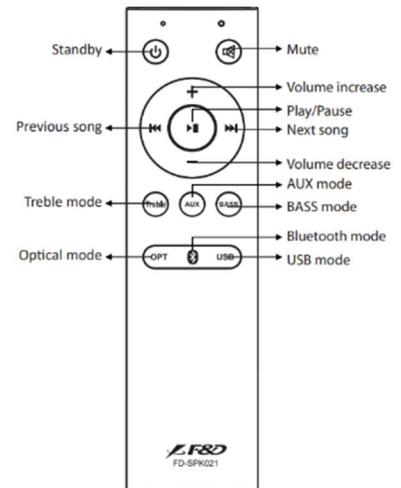 Standby
Mute
Volume increase
Play/Pause
Previous song
Next song
Volume decrease
AUX mode
Treble mode
BASS mode
Treble
AUX
BASS
Bluetooth mode
Optical mode
USB mode
OPT
USB
F&D
FD-SPK021